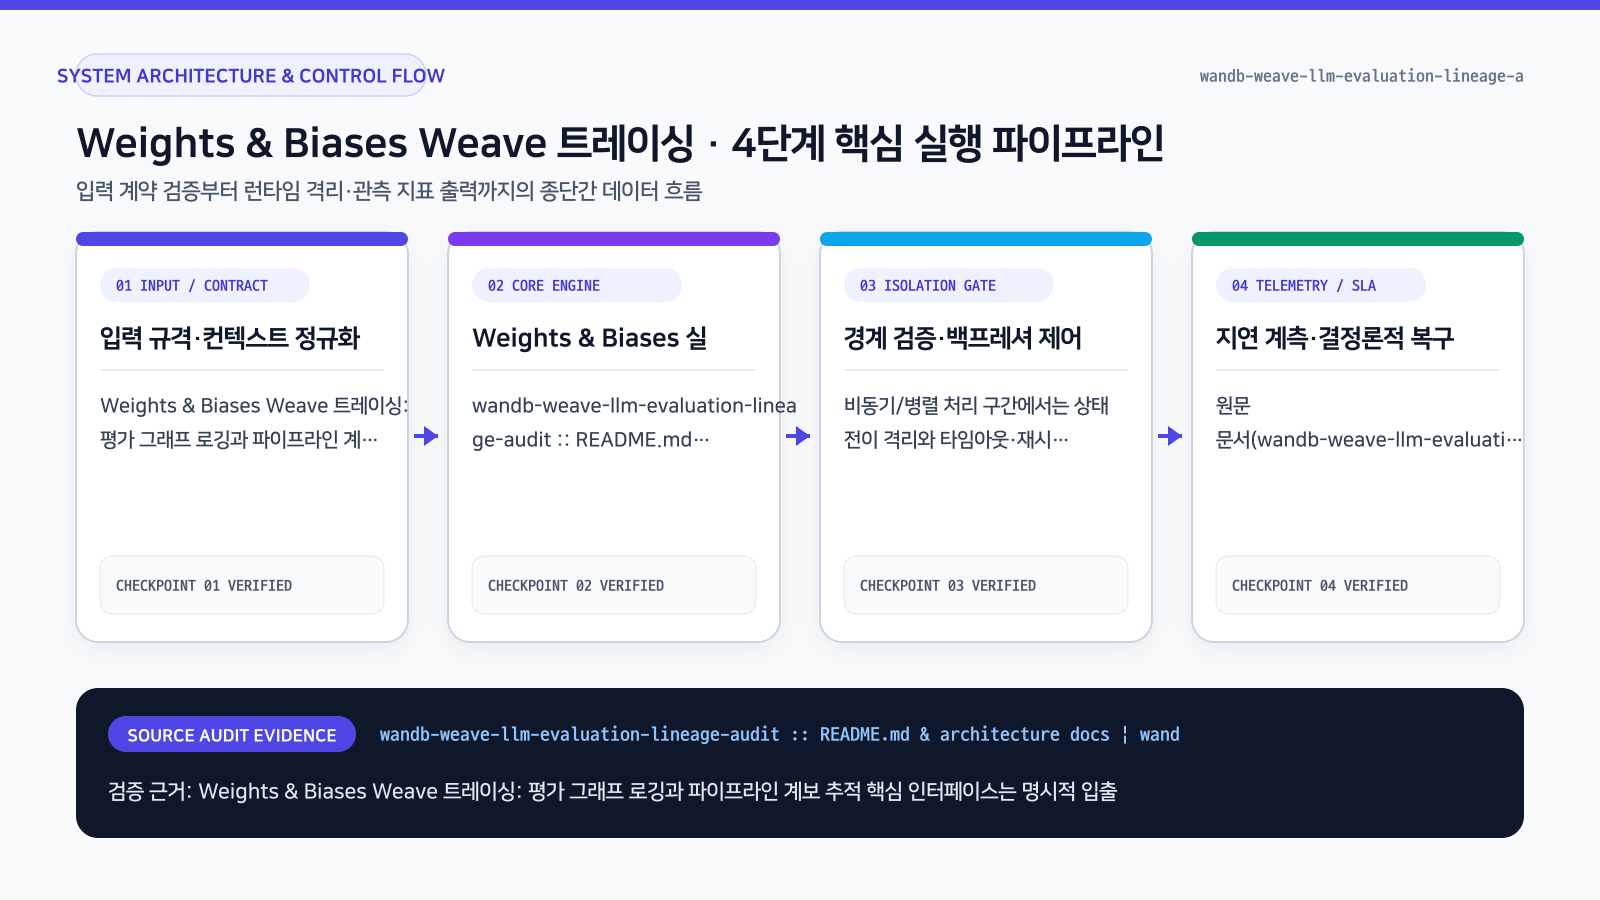 SYSTEM ARCHITECTURE & CONTROL FLOW
wandb-weave-llm-evaluation-lineage-a
Weights & Biases Weave 트레이싱 · 4단계 핵심 실행 파이프라인
입력 계약 검증부터 런타임 격리·관측 지표 출력까지의 종단간 데이터 흐름
01 INPUT / CONTRACT
입력 규격·컨텍스트 정규화
Weights & Biases Weave 트레이싱:
평가 그래프 로깅과 파이프라인 계…
CHECKPOINT 01 VERIFIED
02 CORE ENGINE
Weights & Biases 실
wandb-weave-llm-evaluation-linea
ge-audit :: README.md…
CHECKPOINT 02 VERIFIED
03 ISOLATION GATE
경계 검증·백프레셔 제어
비동기/병렬 처리 구간에서는 상태
전이 격리와 타임아웃·재시…
CHECKPOINT 03 VERIFIED
04 TELEMETRY / SLA
지연 계측·결정론적 복구
원문
문서(wandb-weave-llm-evaluati…
CHECKPOINT 04 VERIFIED
SOURCE AUDIT EVIDENCE
wandb-weave-llm-evaluation-lineage-audit :: README.md & architecture docs | wand
검증 근거: Weights & Biases Weave 트레이싱: 평가 그래프 로깅과 파이프라인 계보 추적 핵심 인터페이스는 명시적 입출